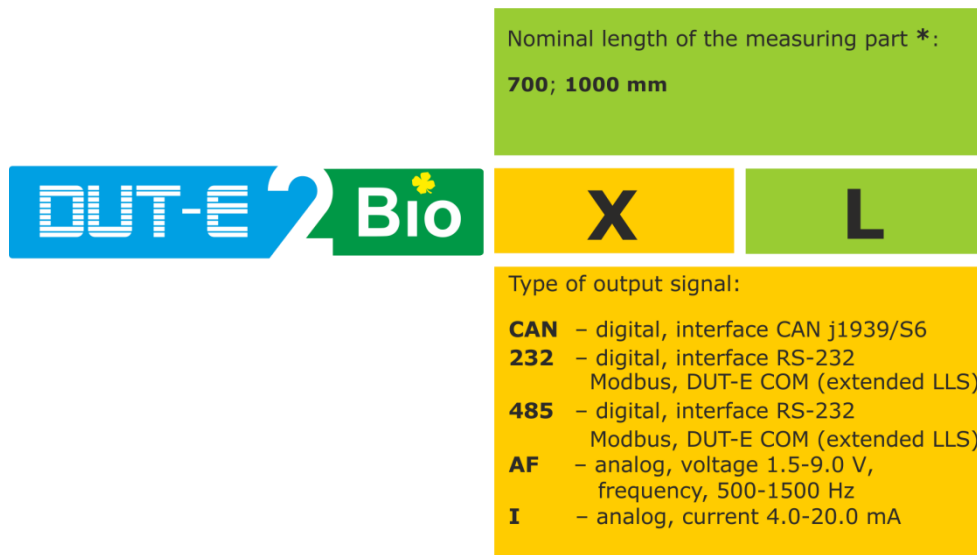 Nominal length of the measuring part *:
700; 1000 mm
DUT-E 2 Bio
X
L
Type of output signal:
CAN – digital, interface CAN j1939/S6
232 – digital, interface RS-232
Modbus, DUT-E COM (extended LLS)
485 – digital, interface RS-232
Modbus, DUT-E COM (extended LLS)
AF – analog, voltage 1.5-9.0 V,
frequency, 500-1500 Hz
I – analog, current 4.0-20.0 mA